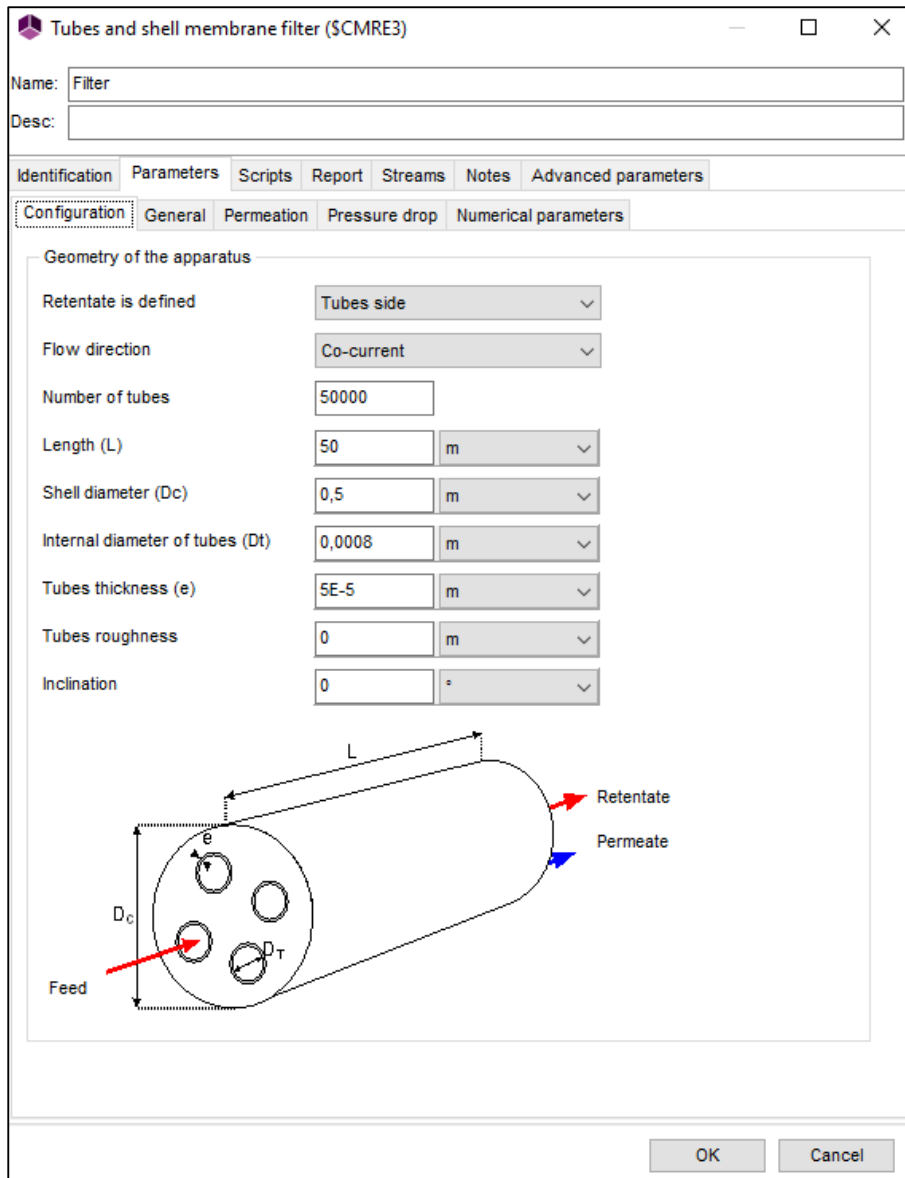 Tubes and shell membrane filter ($CMRE3)
Name: Filter
Desc:
Identification Parameters Scripts Report Streams Notes Advanced parameters
Configuration General Permeation Pressure drop Numerical parameters
Geometry of the apparatus
Retentate is defined Tubes side
Flow direction Co-current
Number of tubes 50000
Length (L) 50 m
Shell diameter (Dc) 0,5 m
Internal diameter of tubes (Dt) 0,0008 m
Tubes thickness (e) 5E-5 m
Tubes roughness 0 m
Inclination 0 °
L
Retentate
e
Permeate
Dc
DT
Feed
OK Cancel